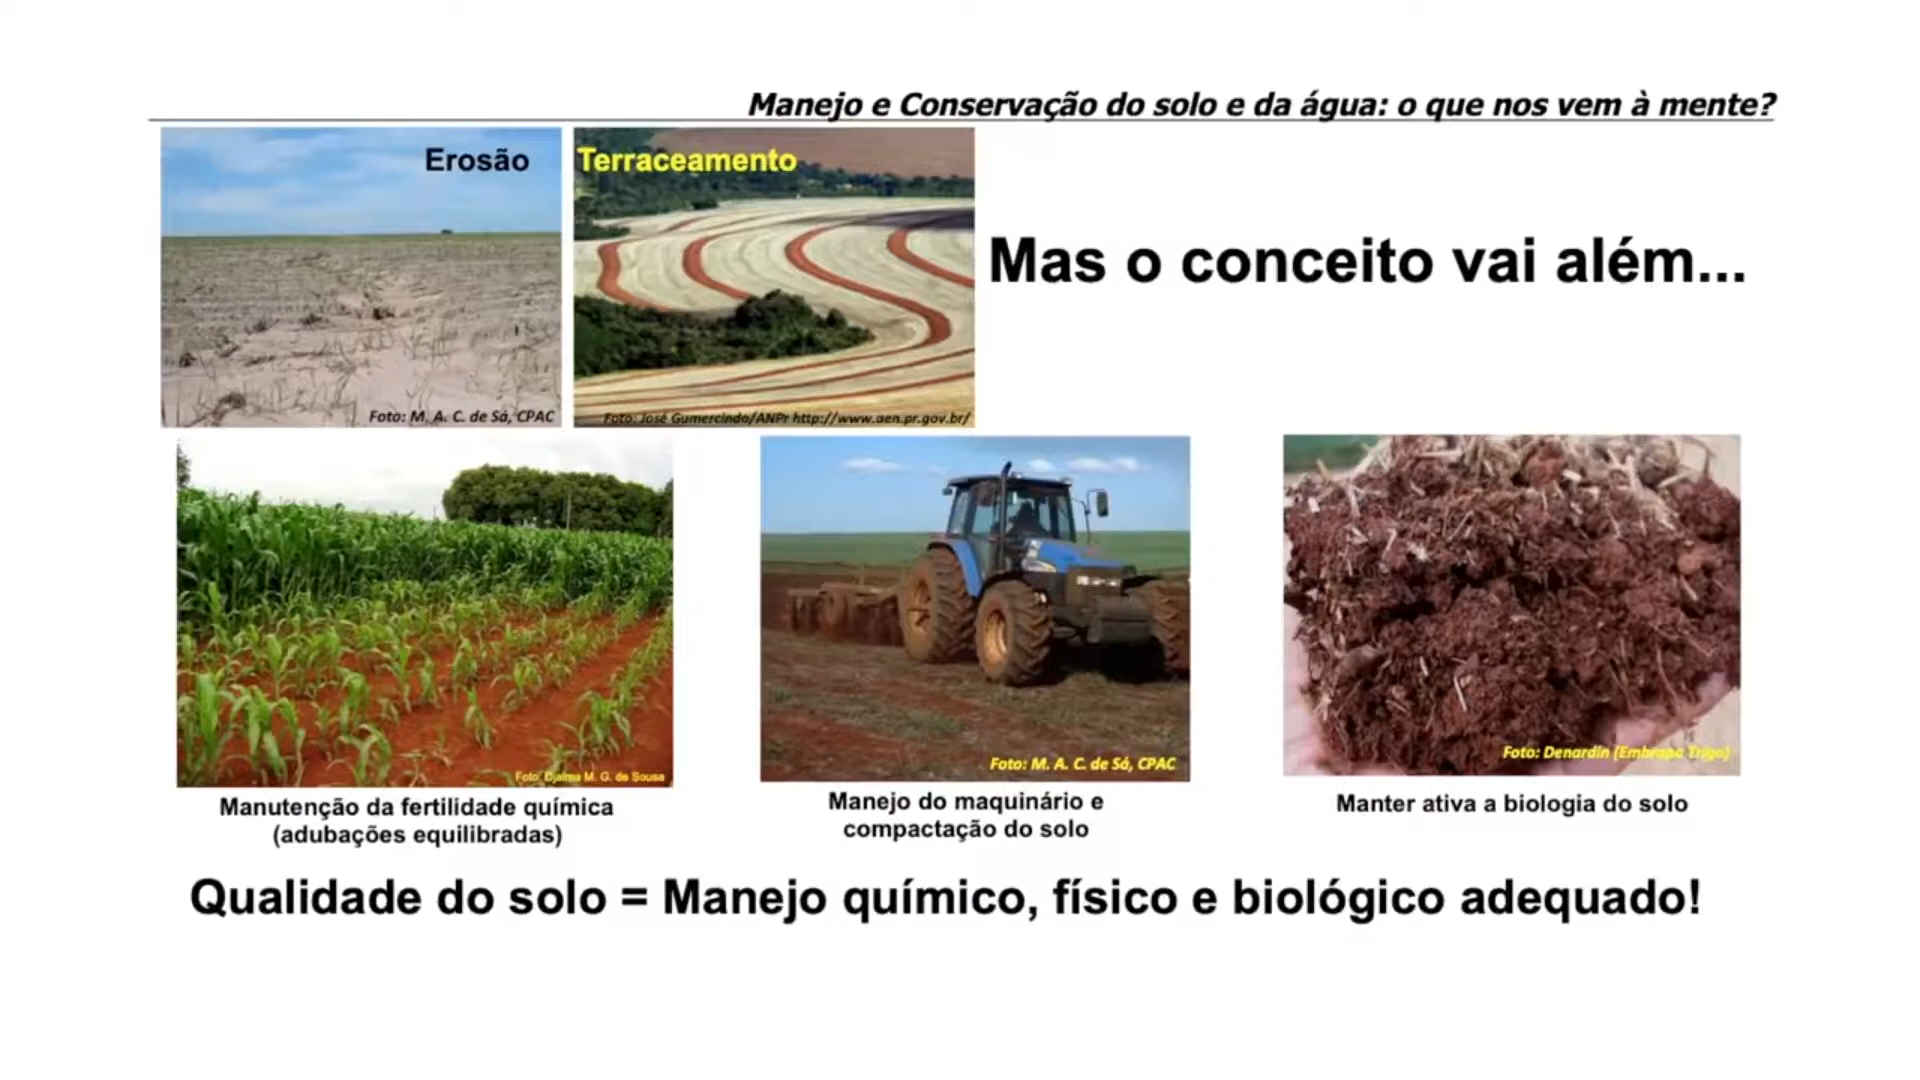 Manejo e Conservação do solo e da água: o que nos vem à mente?
Erosão
Terraceamento
Mas o conceito vai além...
Foto: M. A. C. de Sá, CPAC
Foto: José Gumercindo/ANPr http://www.aen.pr.gov.br/
Foto: Djalma M. G. de Sousa
Foto: M. A. C. de Sá, CPAC
Foto: Denardin (Embrapa Trigo)
Manutenção da fertilidade química
(adubações equilibradas)
Manejo do maquinário e
compactação do solo
Manter ativa a biologia do solo
Qualidade do solo = Manejo químico, físico e biológico adequado!